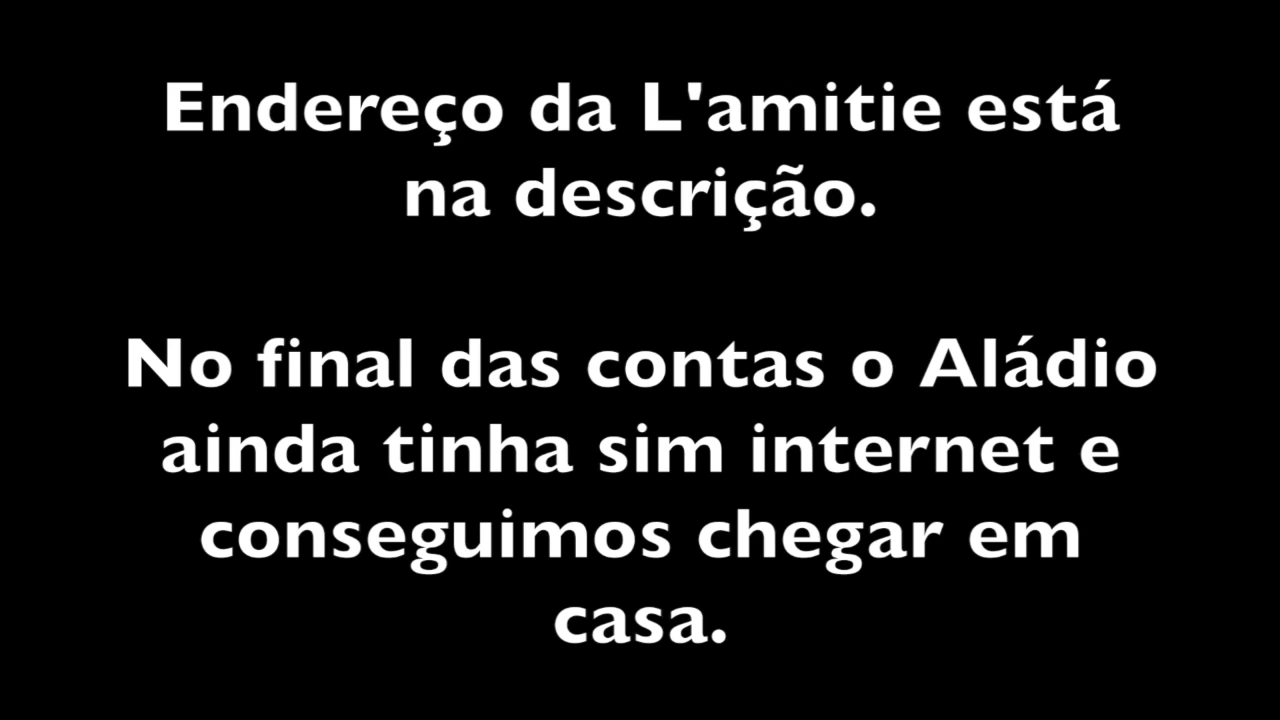 Endereço da L'amitie está
na descrição.
No final das contas o Aládio
ainda tinha sim internet e
conseguimos chegar em
casa.